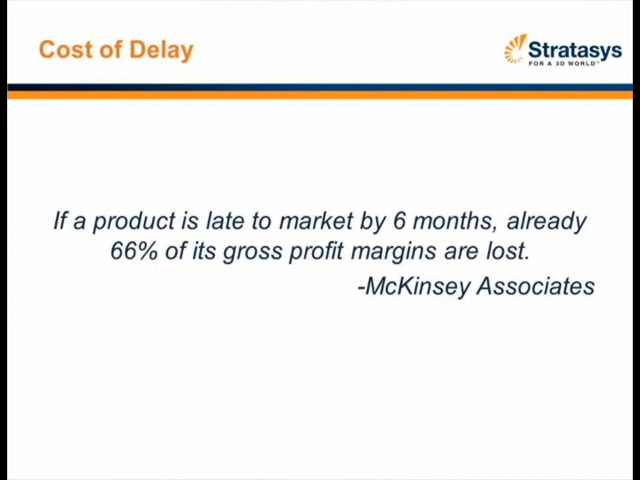 Cost of Delay
Stratasys
FOR A 3D WORLD™
If a product is late to market by 6 months, already
66% of its gross profit margins are lost.
-McKinsey Associates